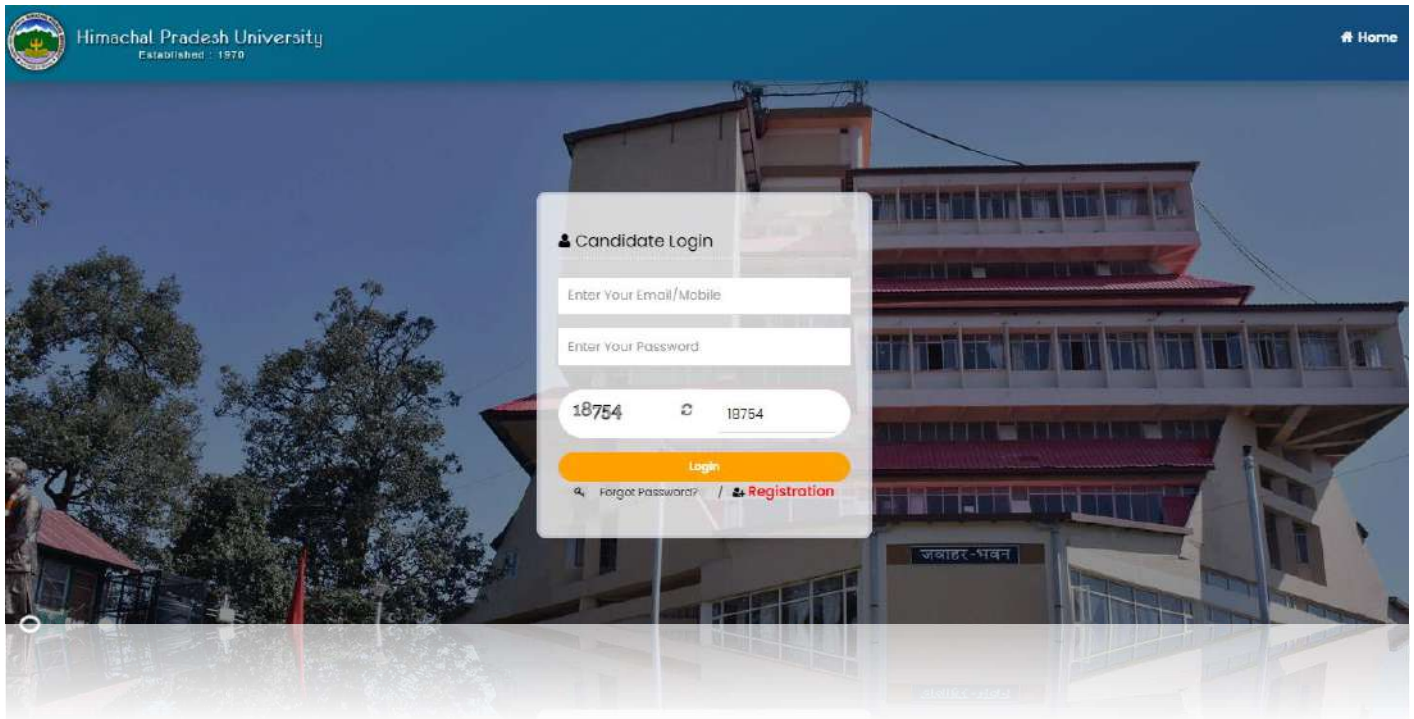 Himachal Pradesh University
Established : 1970
Home
Candidate Login
Enter Your Email/Mobile
Enter Your Password
18754 18754
Login
Forgot Password? / Registration
जवाहर-भवन